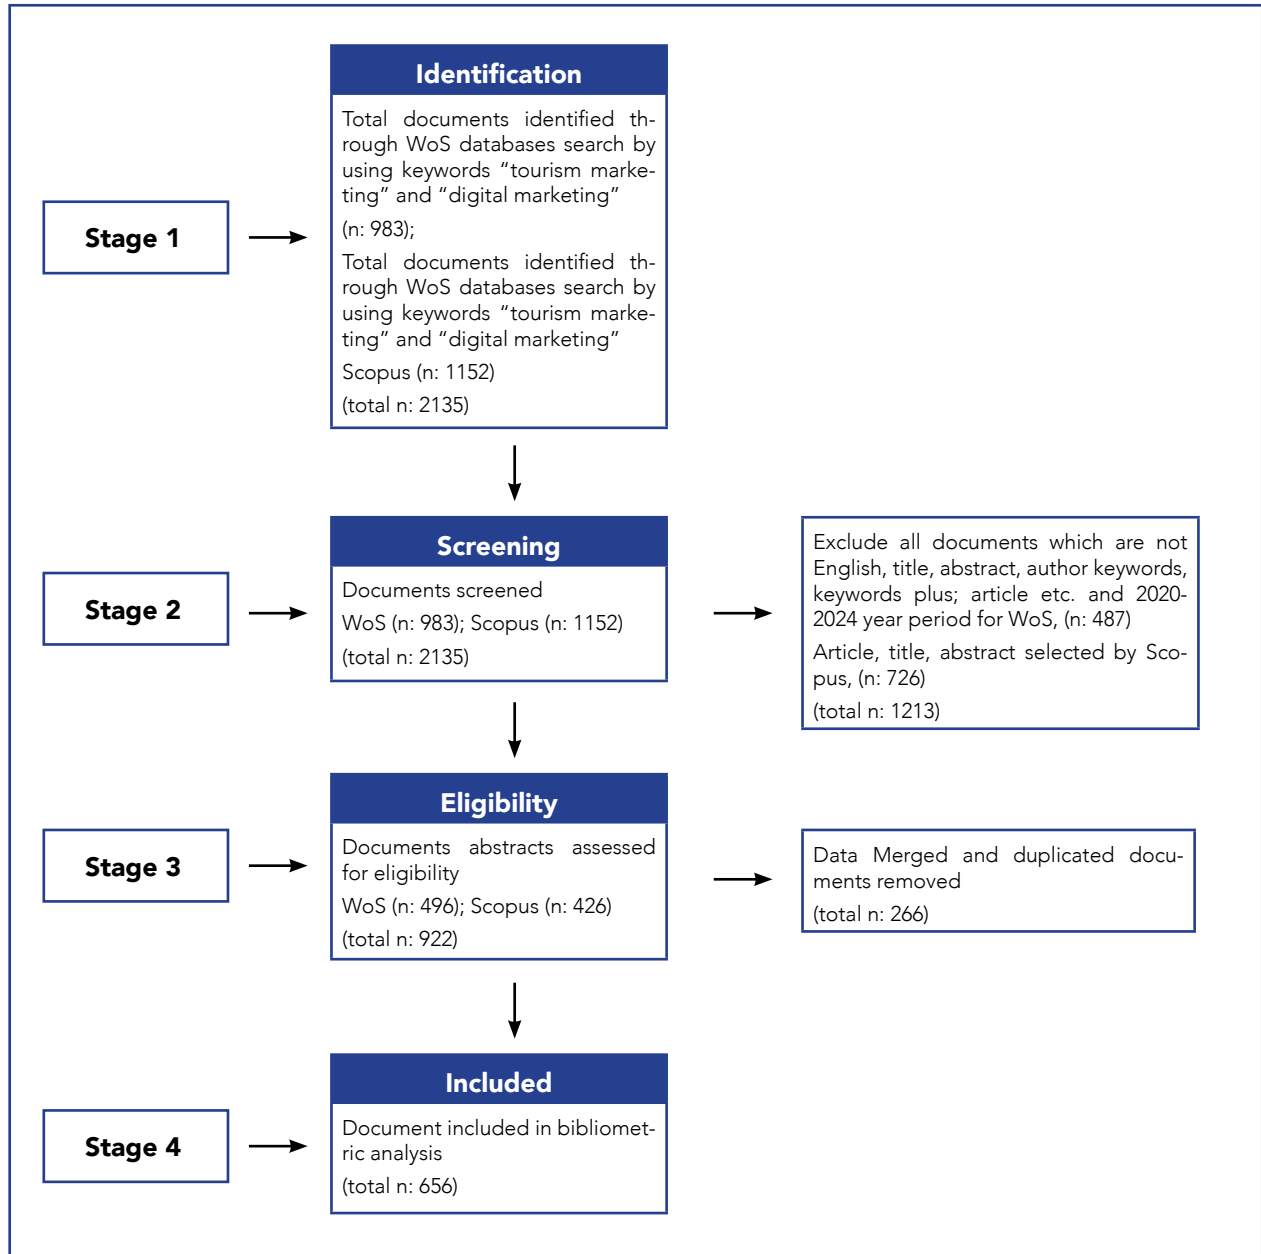 Identification
Stage 1
Total documents identified th-
rough WoS databases search by
using keywords “tourism marke-
ting” and “digital marketing”
(n: 983);
Total documents identified th-
rough WoS databases search by
using keywords “tourism marke-
ting” and “digital marketing”
Scopus (n: 1152)
(total n: 2135)
Stage 2
Screening
Documents screened
WoS (n: 983); Scopus (n: 1152)
(total n: 2135)
Exclude all documents which are not
English, title, abstract, author keywords,
keywords plus; article etc. and 2020-
2024 year period for WoS, (n: 487)
Article, title, abstract selected by Sco-
pus, (n: 726)
(total n: 1213)
Stage 3
Eligibility
Documents abstracts assessed
for eligibility
WoS (n: 496); Scopus (n: 426)
(total n: 922)
Data Merged and duplicated docu-
ments removed
(total n: 266)
Stage 4
Included
Document included in bibliomet-
ric analysis
(total n: 656)